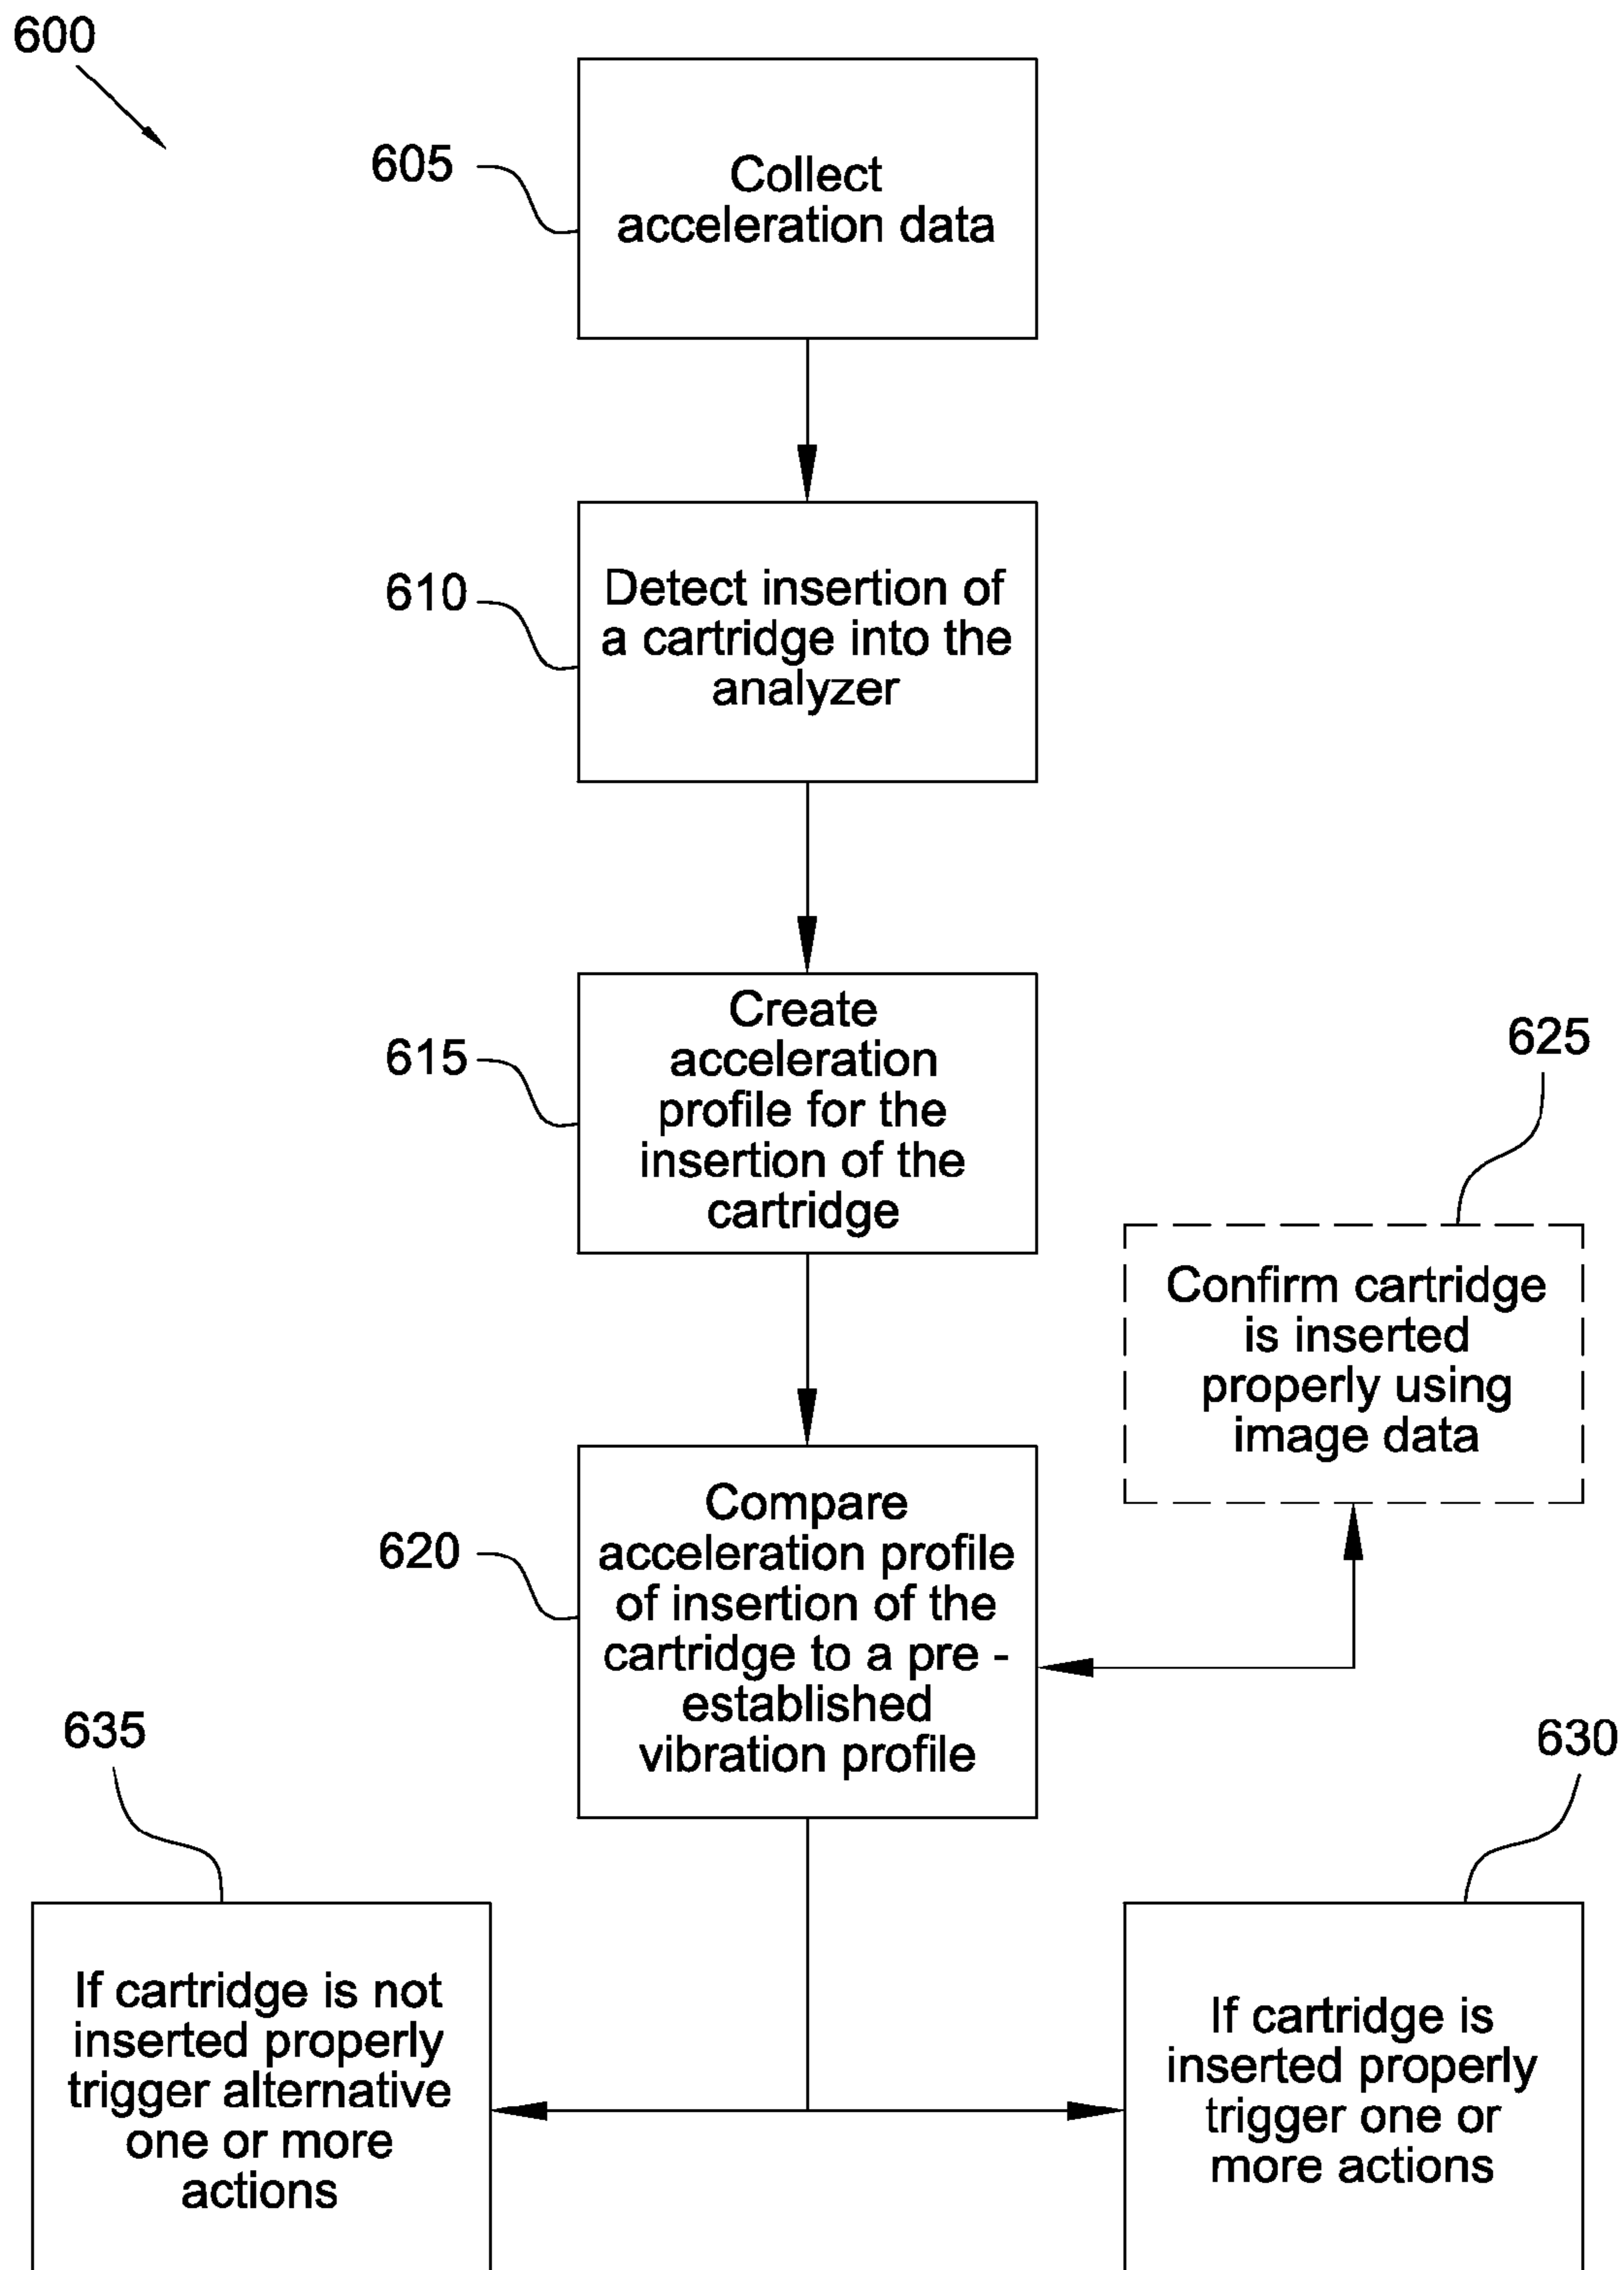 600
605
Collect
acceleration data
610
Detect insertion of
a cartridge into the
analyzer
615
Create
acceleration
profile for the
insertion of the
cartridge
625
Confirm cartridge
is inserted
properly using
image data
620
Compare
acceleration profile
of insertion of the
cartridge to a pre -
established
vibration profile
635
If cartridge is not
inserted properly
trigger alternative
one or more
actions
630
If cartridge is
inserted properly
trigger one or
more actions